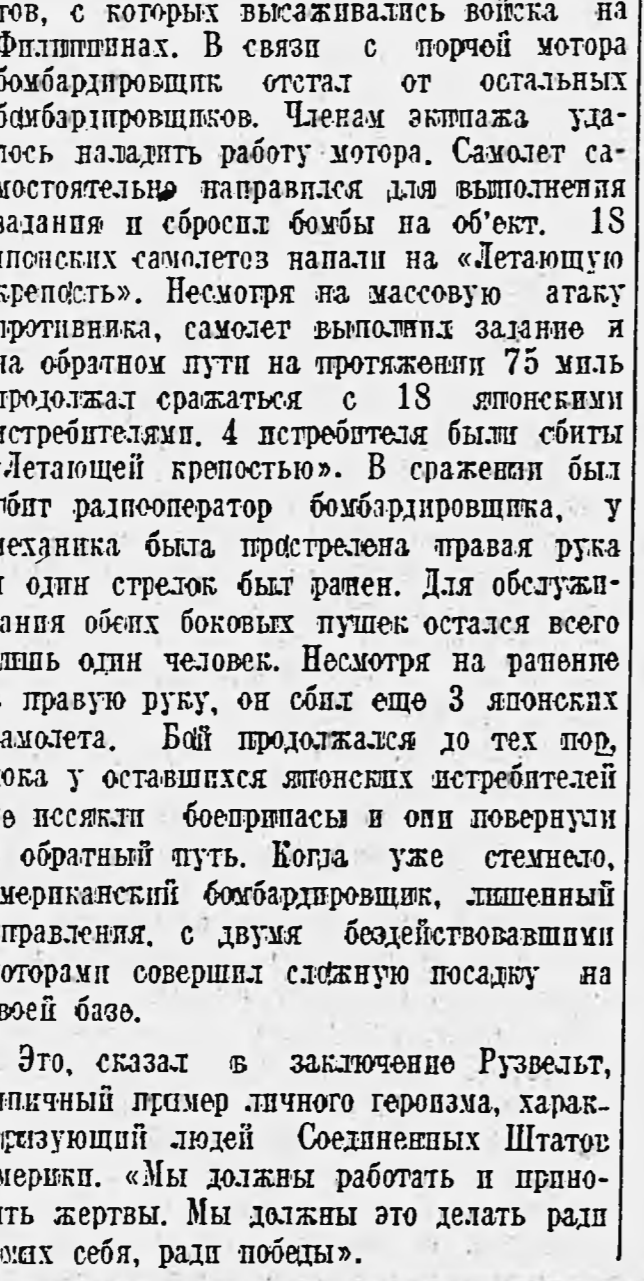 тов, с которых высаживались войска на
Филиппинах. В связи с порчей мотора
бомбардировщик отстал от остальных
бомбардировщиков. Членам экипажа уда-
лось наладить работу мотора. Самолет са-
мостоятельно направился для выполнения
задания и сбросил бомбы на об'ект. 18
японских самолетов напали на «Летающую
крепость». Несмотря на массовую атаку
противника, самолет выполнил задание и
на обратном пути на протяжении 75 миль
продолжал сражаться с 18 японскими
истребителями. 4 истребителя были сбиты
«Летающей крепостью». В сражении был
убит радиооператор бомбардировщика, у
механика была прострелена правая рука
и один стрелок был ранен. Для обслужи-
вания обеих боковых пушек остался всего
лишь один человек. Несмотря на ранение
в правую руку, он сбил еще 3 японских
самолета. Бой продолжался до тех пор,
пока у оставшихся японских истребителей
не иссякли боеприпасы и они повернули
обратный путь. Когда уже стемнело,
американский бомбардировщик, лишенный
управления, с двумя бездействовавшими
моторами совершил сложную посадку на
своей базе.
Это, сказал в заключение Рузвельт,
типичный пример личного героизма, харак-
теризующий людей Соединенных Штатов
Америки. «Мы должны работать и прино-
сить жертвы. Мы должны это делать ради
самих себя, ради победы».